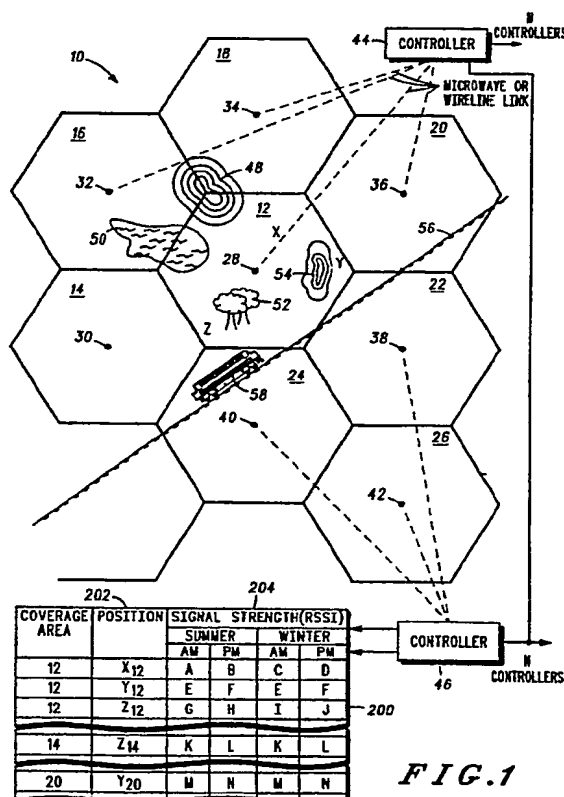 44
CONTROLLER
N
CONTROLLERS
10
18
MICROWAVE OR
WIRELINE LINK
34
16
20
48
32
12
36
50
X
56
54
Y
28
14
52
22
Z
30
38
24
58
40
26
42
202
204
COVERAGE AREA POSITION SIGNAL STRENGTH(RSSI)
SUMMER WINTER
AM PM AM PM
12 X12 A B C D
12 Y12 E F E F
12 Z12 G H I J
200
14 Z14 K L K L
20 Y20 M N M N
CONTROLLER
46
N
CONTROLLERS
FIG.1